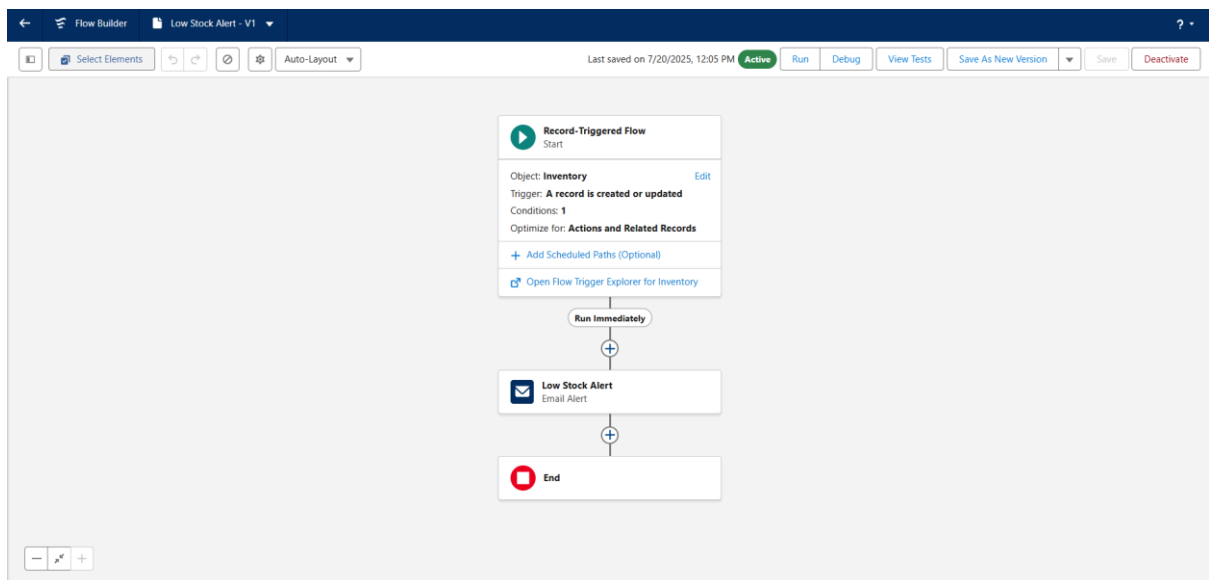 Flow Builder Low Stock Alert - V1 ?
Select Elements Auto-Layout Last saved on 7/20/2025, 12:05 PM Active Run Debug View Tests Save As New Version Save Deactivate
Record-Triggered Flow
Start
Object: Inventory Edit
Trigger: A record is created or updated
Conditions: 1
Optimize for: Actions and Related Records
+ Add Scheduled Paths (Optional)
Open Flow Trigger Explorer for Inventory
Run Immediately
Low Stock Alert
Email Alert
End